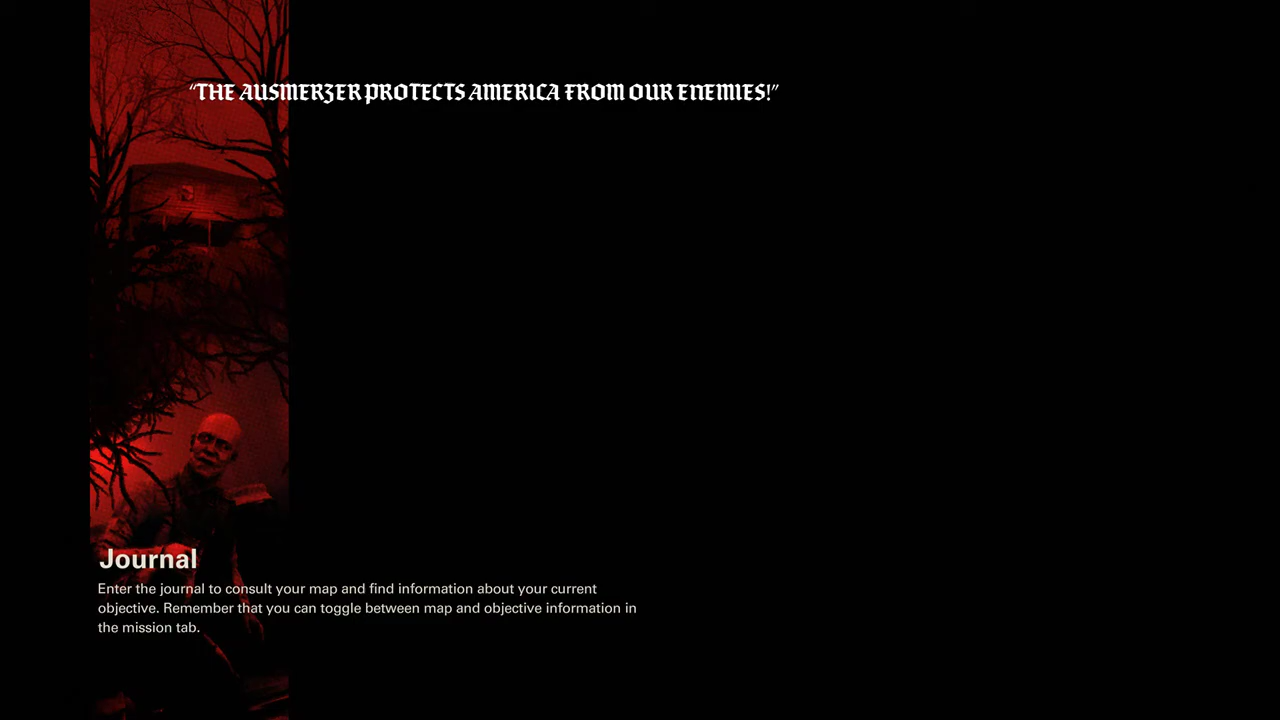 “THE AUSMERZER PROTECTS AMERICA FROM OUR ENEMIES!”
Journal
Enter the journal to consult your map and find information about your current
objective. Remember that you can toggle between map and objective information in
the mission tab.